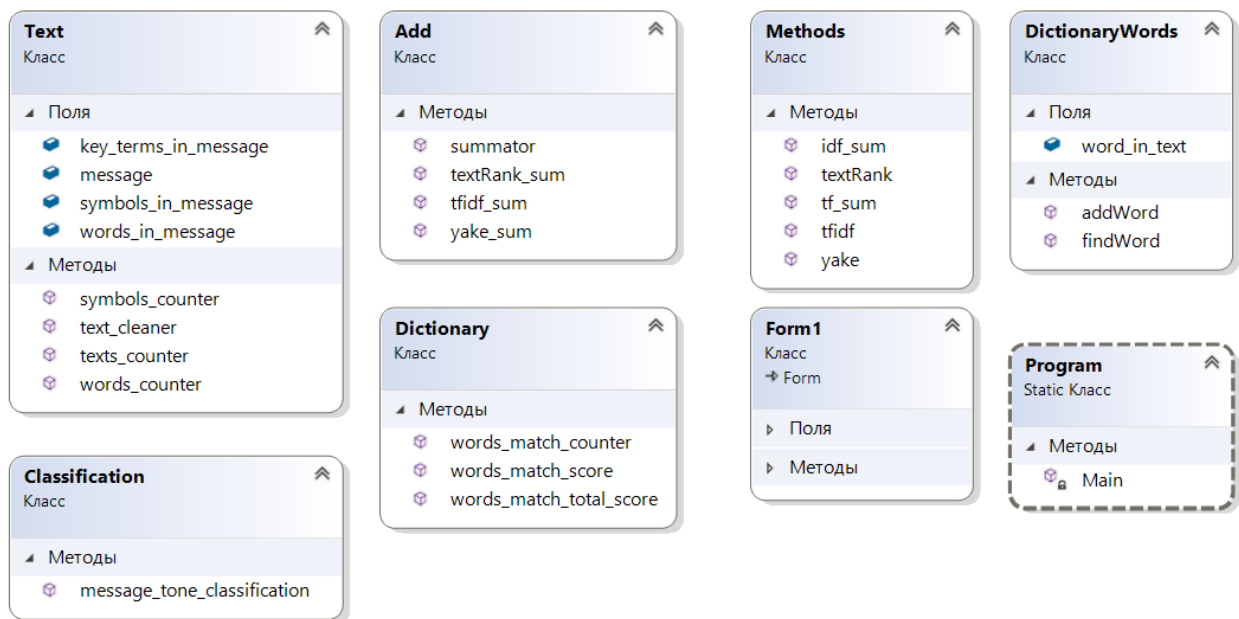 Text
Класс
Поля
key_terms_in_message
message
symbols_in_message
words_in_message
Методы
symbols_counter
text_cleaner
texts_counter
words_counter
Add
Класс
Методы
summator
textRank_sum
tfidf_sum
yake_sum
Methods
Класс
Методы
idf_sum
textRank
tf_sum
tfidf
yake
DictionaryWords
Класс
Поля
word_in_text
Методы
addWord
findWord
Classification
Класс
Методы
message_tone_classification
Dictionary
Класс
Методы
words_match_counter
words_match_score
words_match_total_score
Form1
Класс
Form
Поля
Методы
Program
Static Класс
Методы
Main